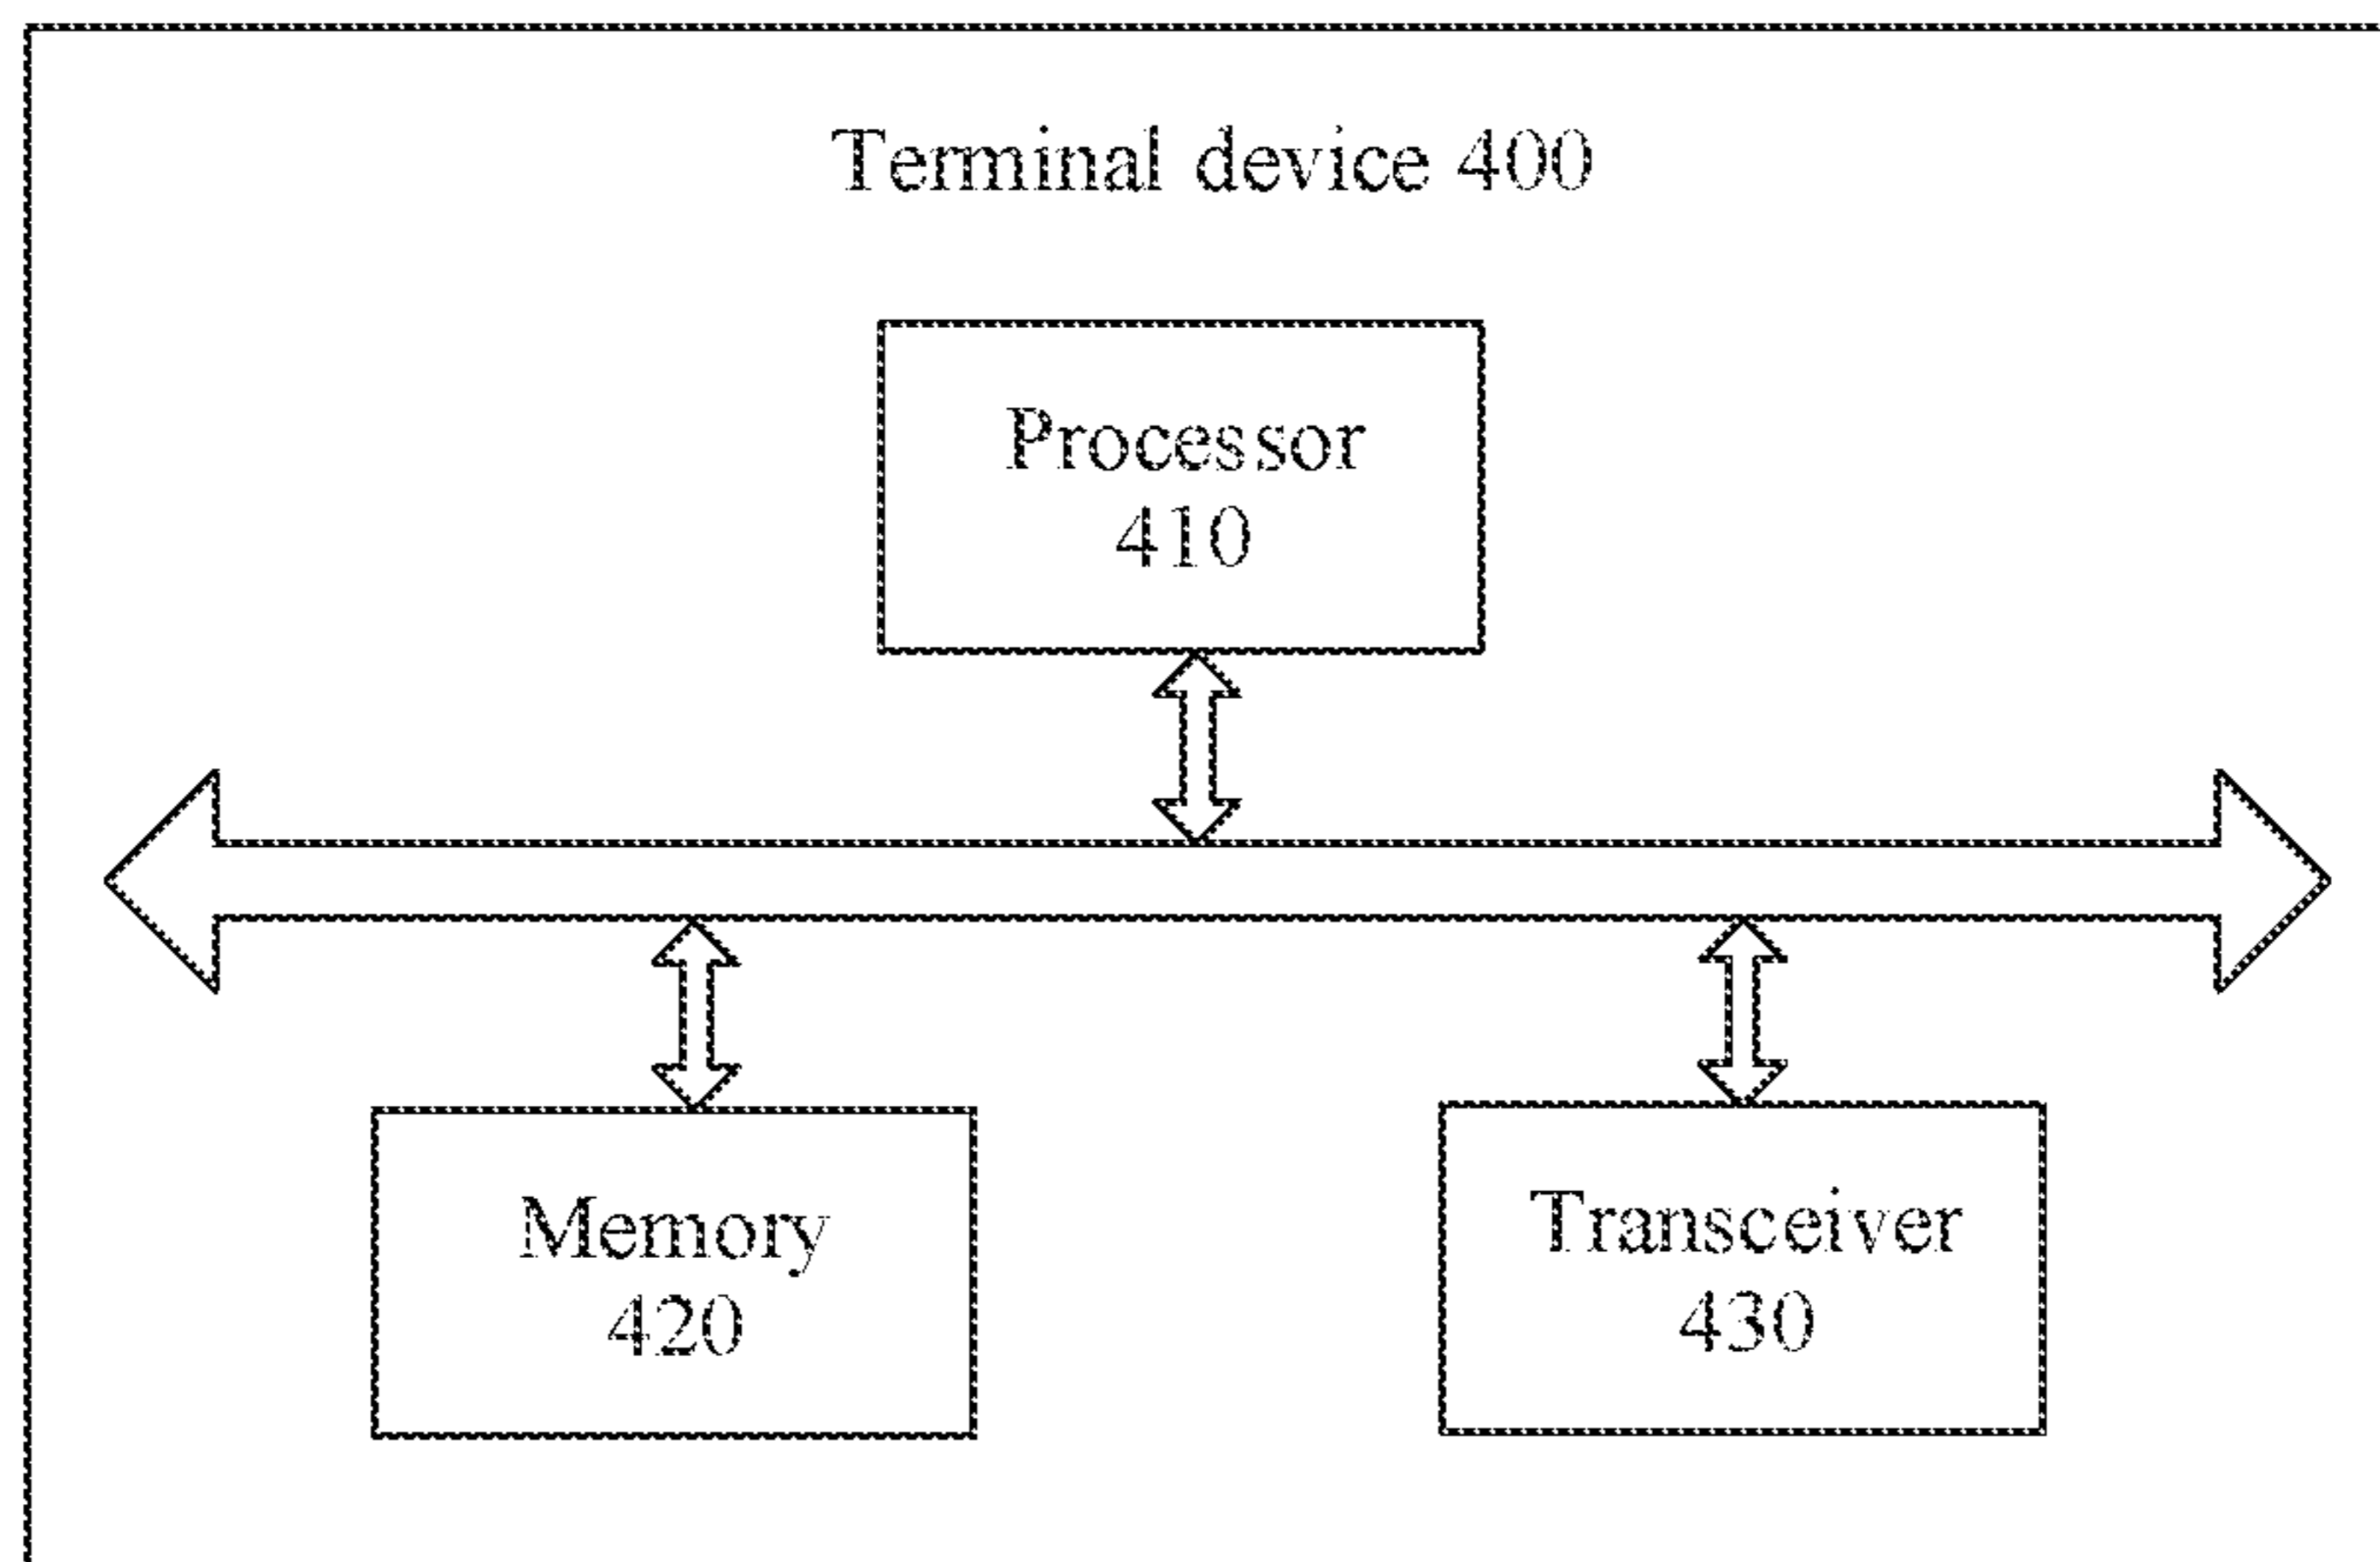 Terminal device 400
Processor
410
Memory
420
Transceiver
430